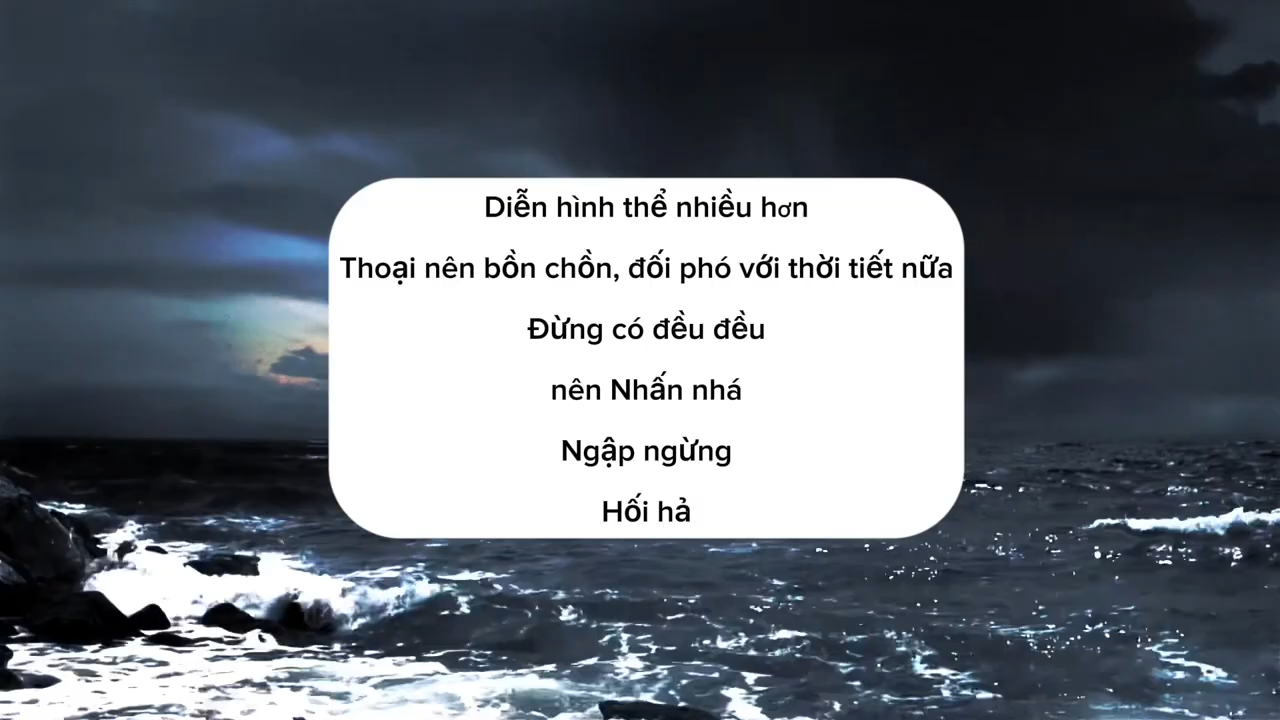 Diễn hình thể nhiều hơn
Thoại nên bồn chồn, đối phó với thời tiết nữa
Đừng có đều đều
nên Nhấn nhá
Ngập ngừng
Hối hả